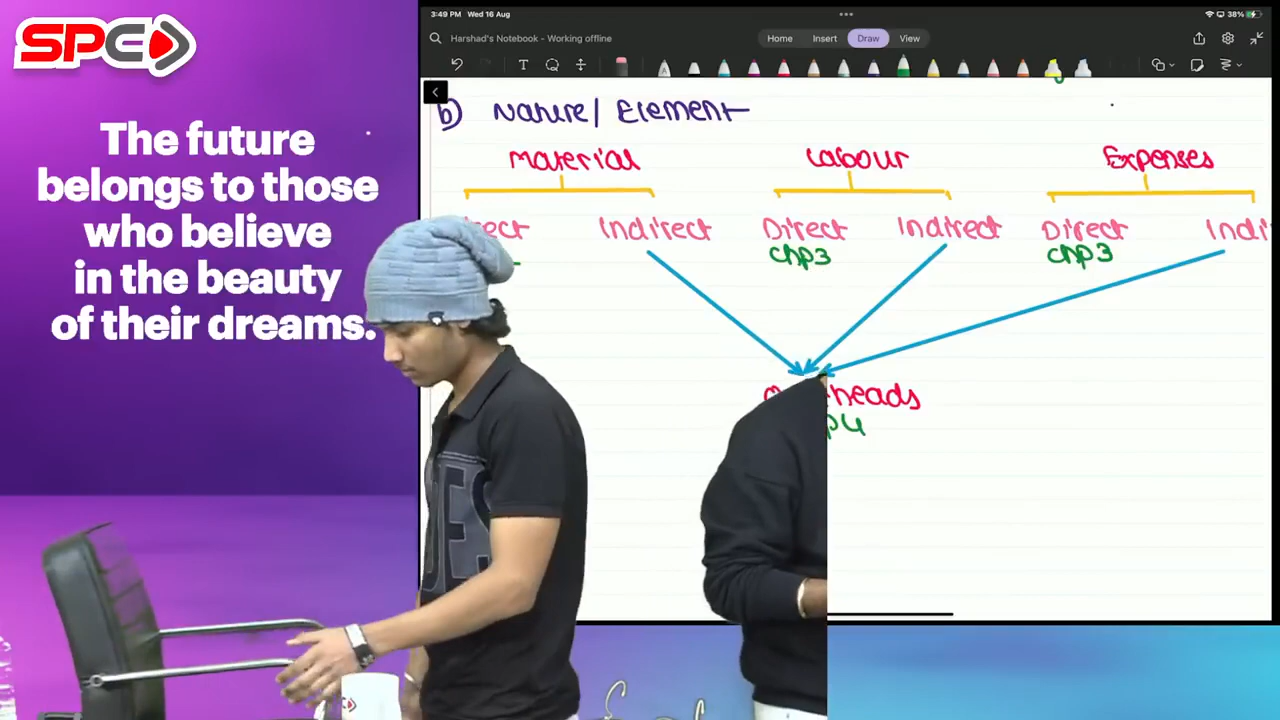 SPC
The future
belongs to those
who believe
in the beauty
of their dreams.
3:49 PM Wed 16 Aug
38%
Harshad's Notebook - Working offline
Home Insert Draw View
b) Nature/ Element
Material Labour Expenses
Indirect Direct Indirect Direct
chp3 chp3